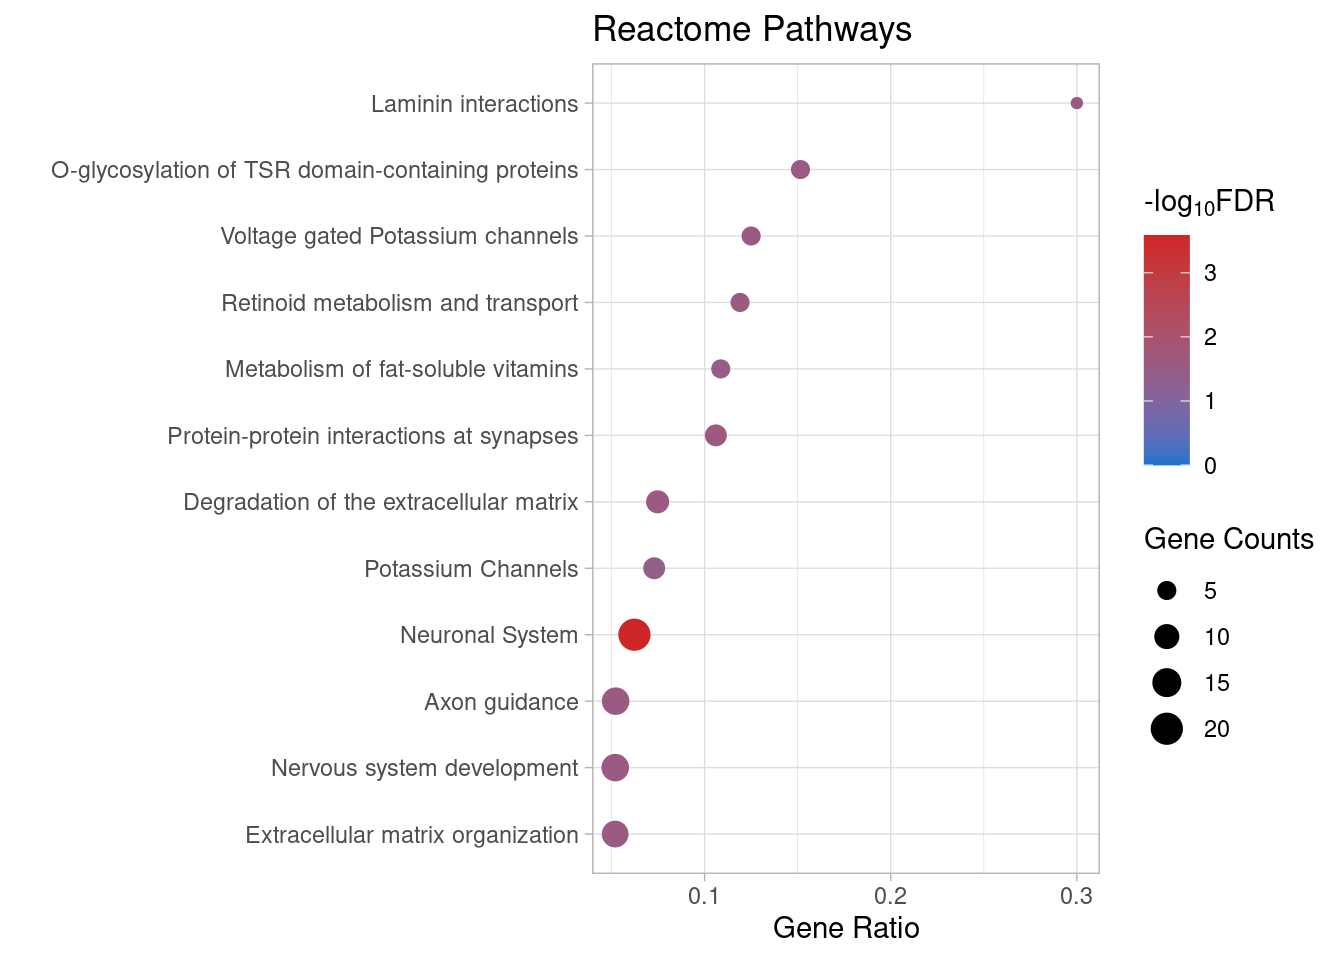 Reactome Pathways
Laminin interactions
O-glycosylation of TSR domain-containing proteins
Voltage gated Potassium channels
Retinoid metabolism and transport
Metabolism of fat-soluble vitamins
Protein-protein interactions at synapses
Degradation of the extracellular matrix
Potassium Channels
Neuronal System
Axon guidance
Nervous system development
Extracellular matrix organization
0.1 0.2 0.3
Gene Ratio
-log₁₀FDR
3
2
1
0
Gene Counts
5
10
15
20